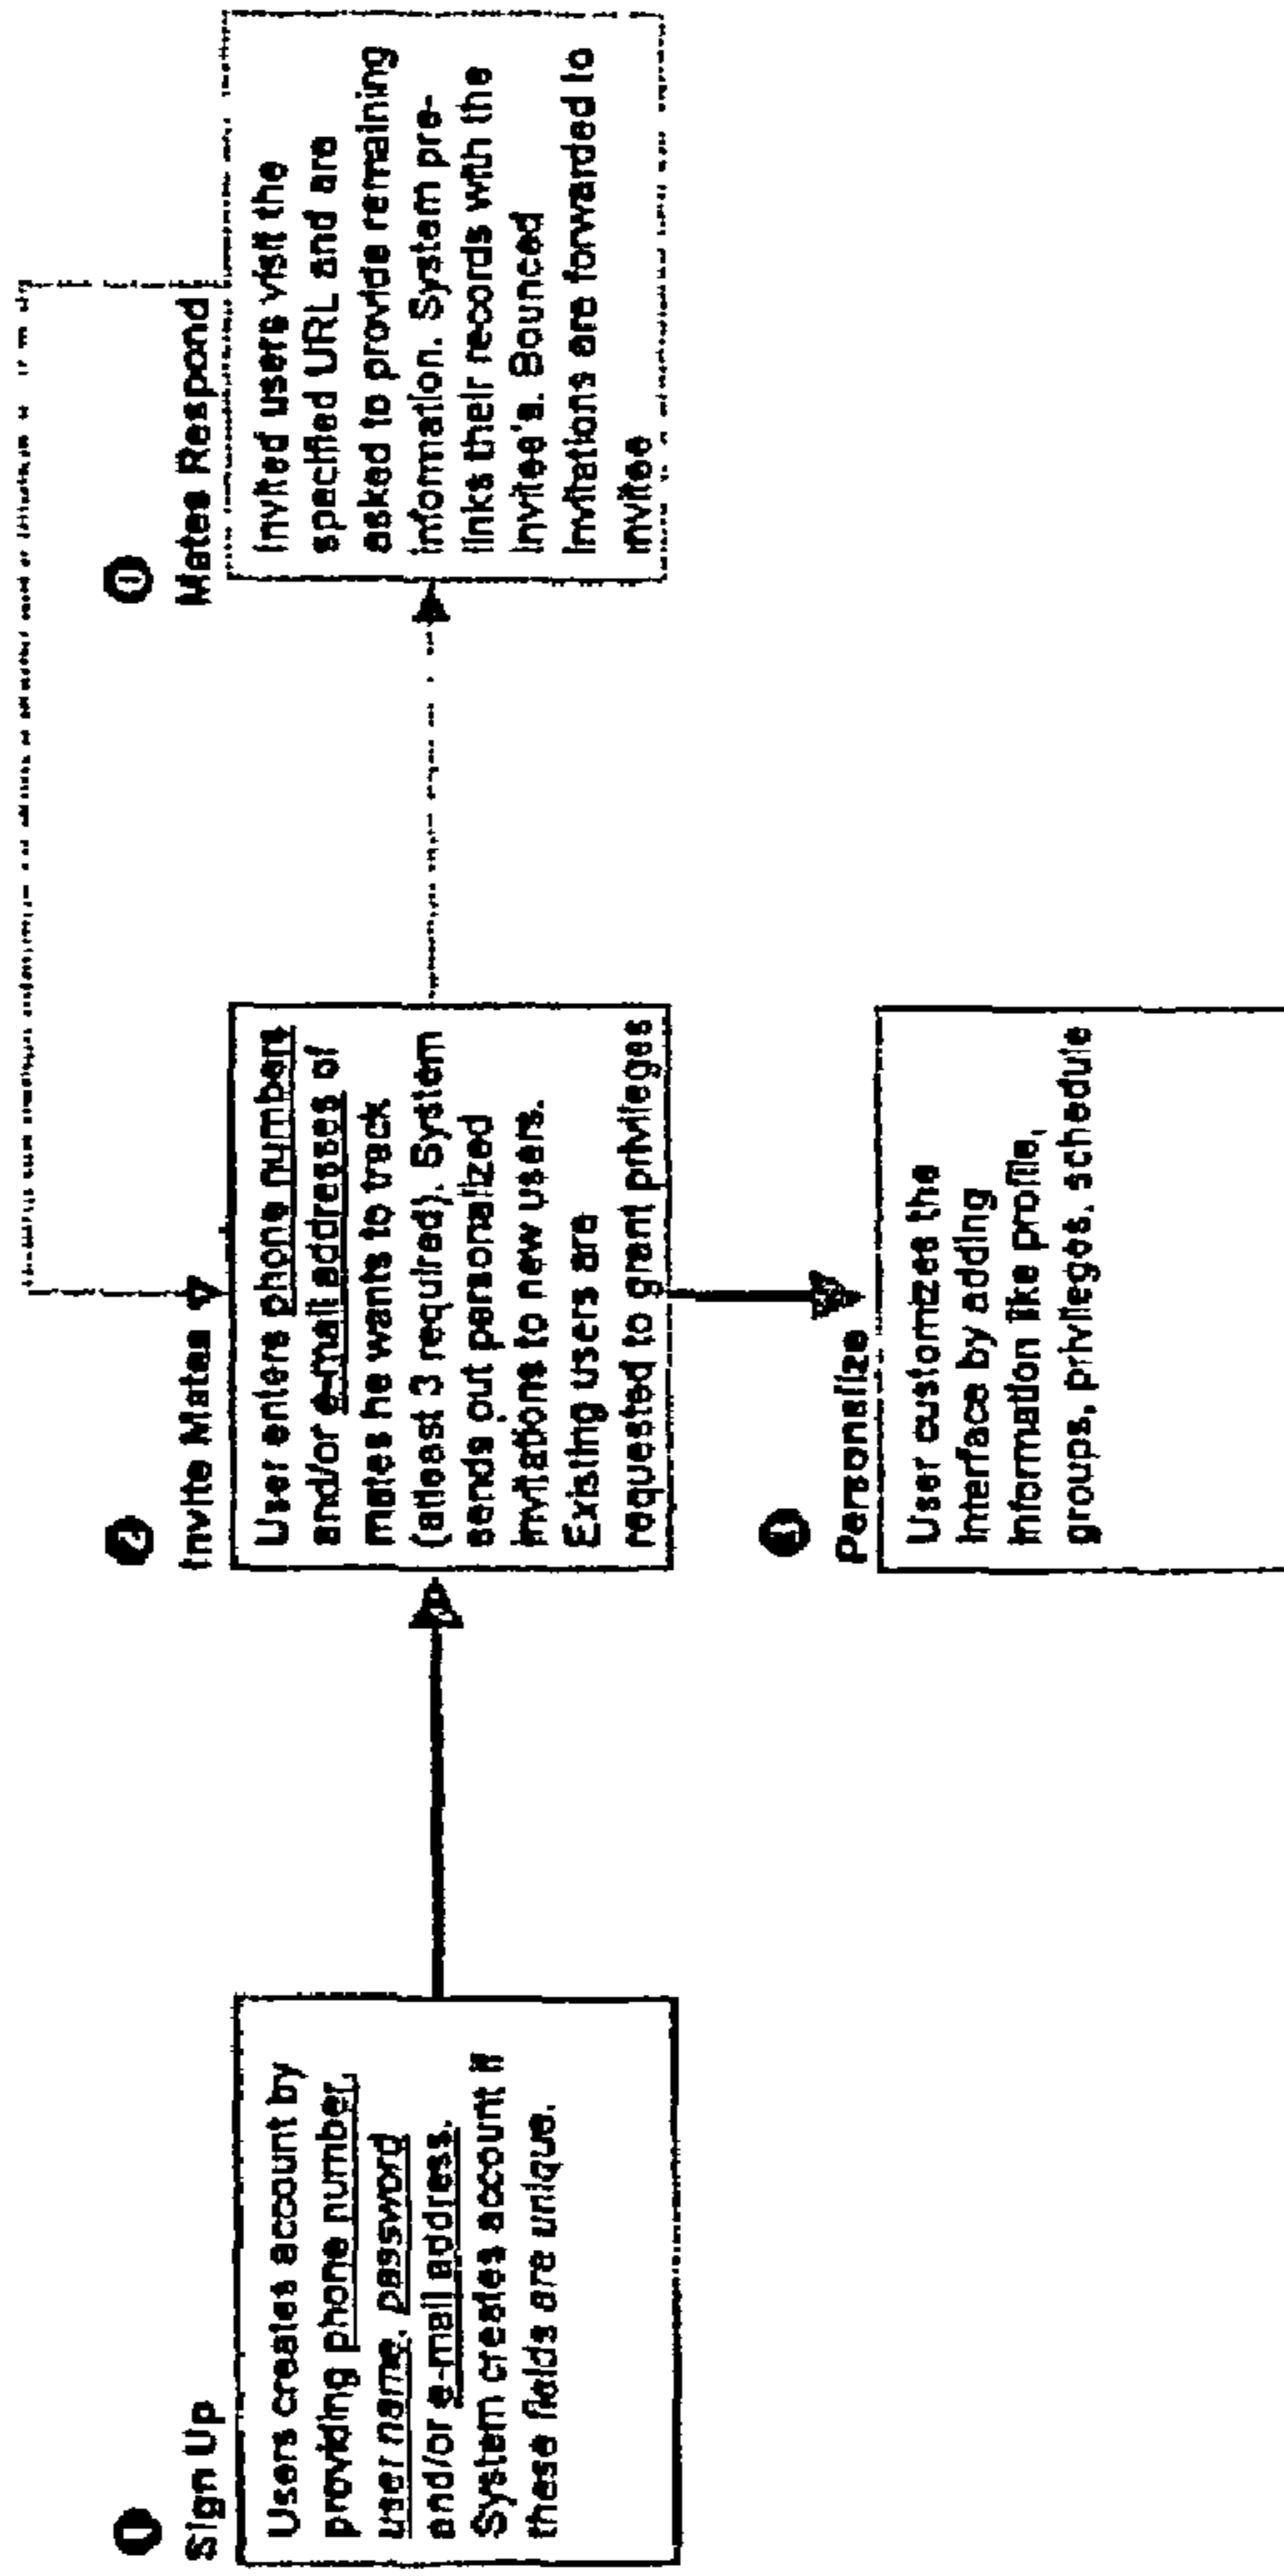 Sign Up
Users creates account by
providing phone number,
user name, password
and/or e-mail address.
System creates account if
these fields are unique.
2
Invite Mates
User enters phone numbers
and/or e-mail addresses of
mates he wants to track
(atleast 3 required). System
sends out personalized
invitations to new users.
Existing users are
requested to grant privileges
Mates Respond
Invited users visit the
specified URL and are
asked to provide remaining
information. System pre-
links their records with the
invitee's. Bounced
invitations are forwarded to
invitee
Personalize
User customizes the
interface by adding
information like profile,
groups, privileges, schedule